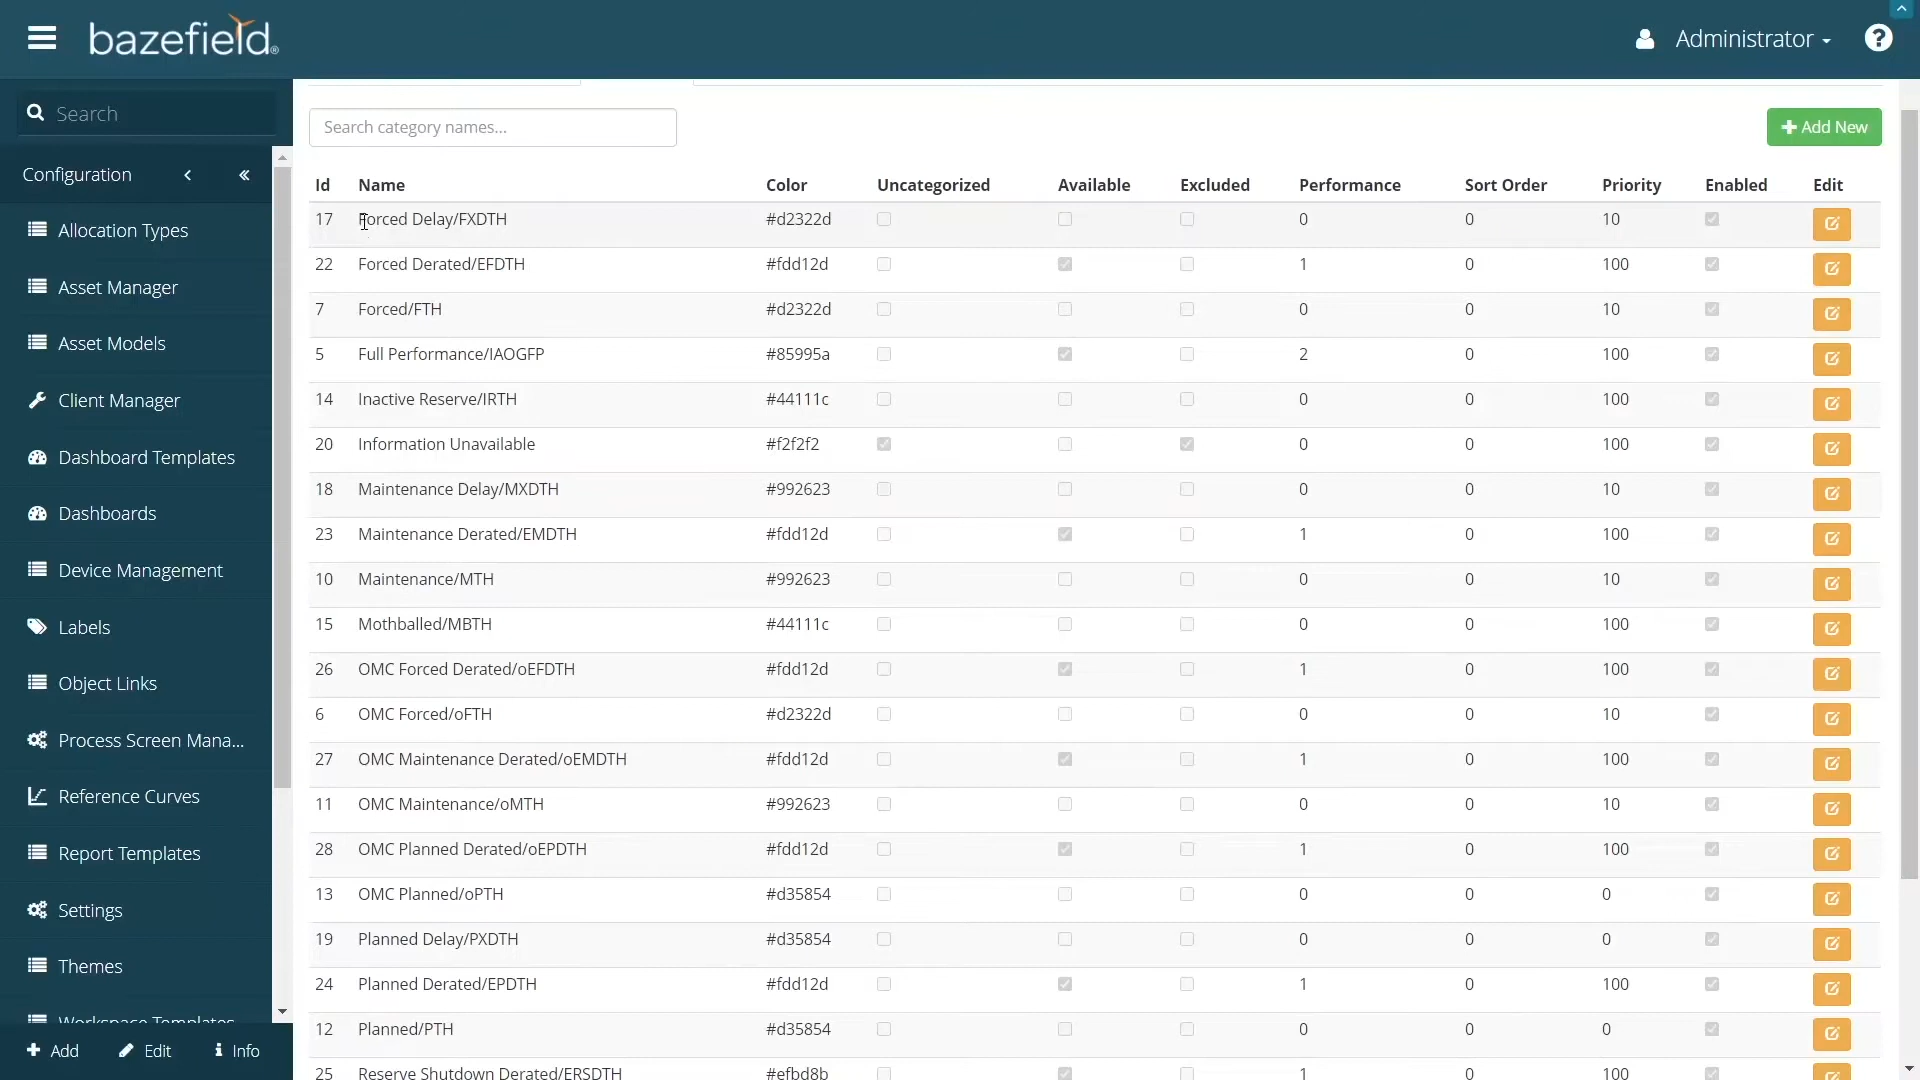 bazefield®
Administrator
Search
Configuration
Allocation Types
Asset Manager
Asset Models
Client Manager
Dashboard Templates
Dashboards
Device Management
Labels
Object Links
Process Screen Mana...
Reference Curves
Report Templates
Settings
Themes
Workspace Templates
Add Edit Info
Search category names...
Add New
Id Name Color Uncategorized Available Excluded Performance Sort Order Priority Enabled Edit
17 Forced Delay/FXDTH #d2322d 0 0 10
22 Forced Derated/EFDTH #fdd12d 1 0 100
7 Forced/FTH #d2322d 0 0 10
5 Full Performance/IAOGFP #85995a 2 0 100
14 Inactive Reserve/IRTH #44111c 0 0 100
20 Information Unavailable #f2f2f2 0 0 100
18 Maintenance Delay/MXDTH #992623 0 0 10
23 Maintenance Derated/EMDTH #fdd12d 1 0 100
10 Maintenance/MTH #992623 0 0 10
15 Mothballed/MBTH #44111c 0 0 100
26 OMC Forced Derated/oEFDTH #fdd12d 1 0 100
6 OMC Forced/oFTH #d2322d 0 0 10
27 OMC Maintenance Derated/oEMDTH #fdd12d 1 0 100
11 OMC Maintenance/oMTH #992623 0 0 10
28 OMC Planned Derated/oEPDTH #fdd12d 1 0 100
13 OMC Planned/oPTH #d35854 0 0 0
19 Planned Delay/PXDTH #d35854 0 0 0
24 Planned Derated/EPDTH #fdd12d 1 0 100
12 Planned/PTH #d35854 0 0 0
25 Reserve Shutdown Derated/ERSDTH #efbd8b 1 0 100